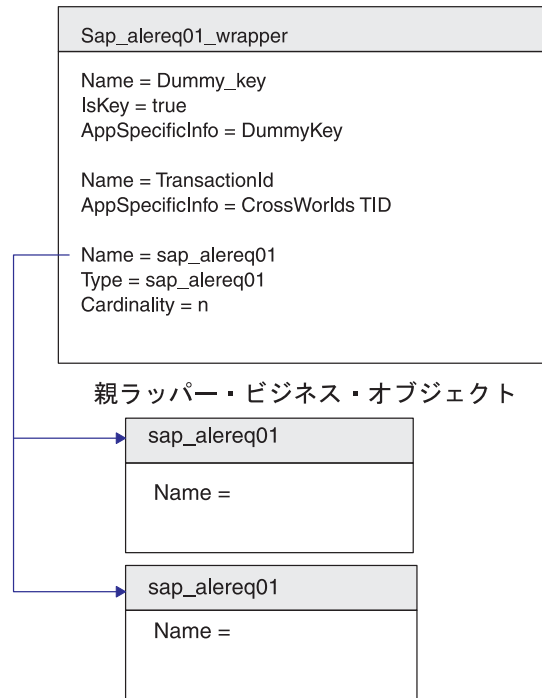 Sap_alereq01_wrapper
Name = Dummy_key
IsKey = true
AppSpecificInfo = DummyKey
Name = TransactionId
AppSpecificInfo = CrossWorlds TID
Name = sap_alereq01
Type = sap_alereq01
Cardinality = n
親ラッパー・ビジネス・オブジェクト
sap_alereq01
Name =
sap_alereq01
Name =